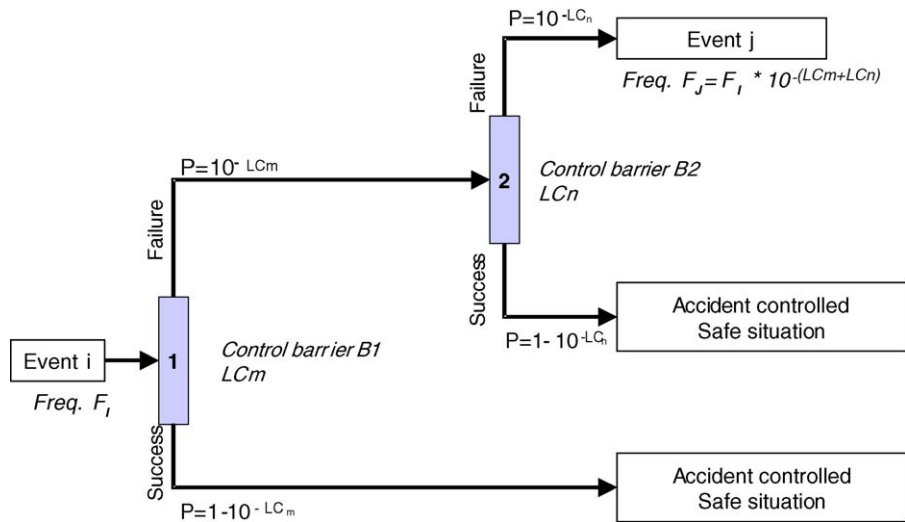 P=10^-LCn
Event j
Failure
Freq. F_J=F_I * 10^-(LCm+LCn)
P=10^- LCm
2
Control barrier B2
LCn
Failure
Success
Accident controlled
Safe situation
P=1- 10^-LCn
Event i
1
Control barrier B1
LCm
Freq. F_I
Success
Accident controlled
Safe situation
P=1-10^- LCm